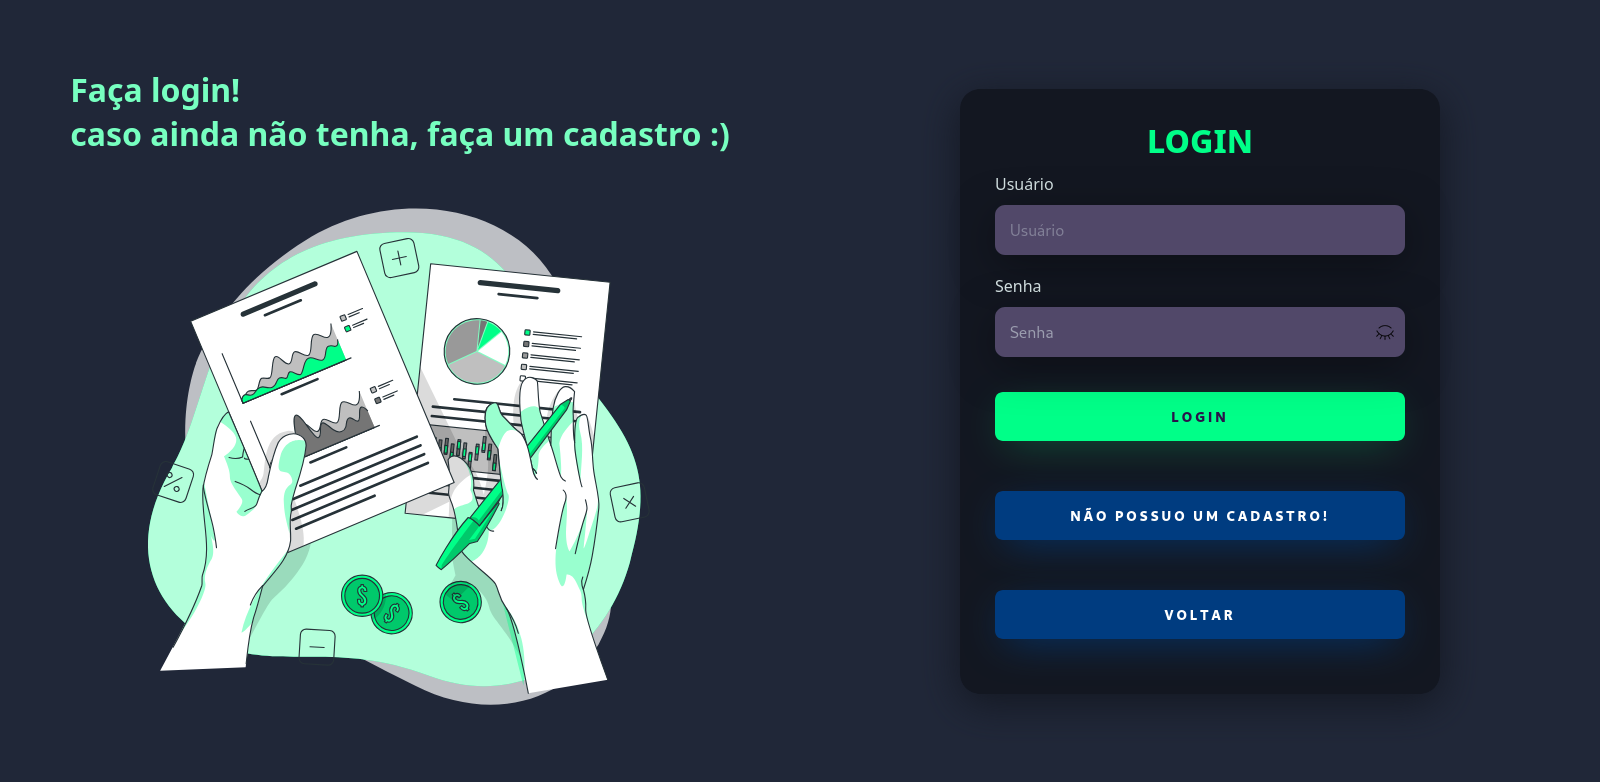 Faça login!
caso ainda não tenha, faça um cadastro :)
LOGIN
Usuário
Usuário
Senha
Senha
LOGIN
NÃO POSSUO UM CADASTRO!
VOLTAR